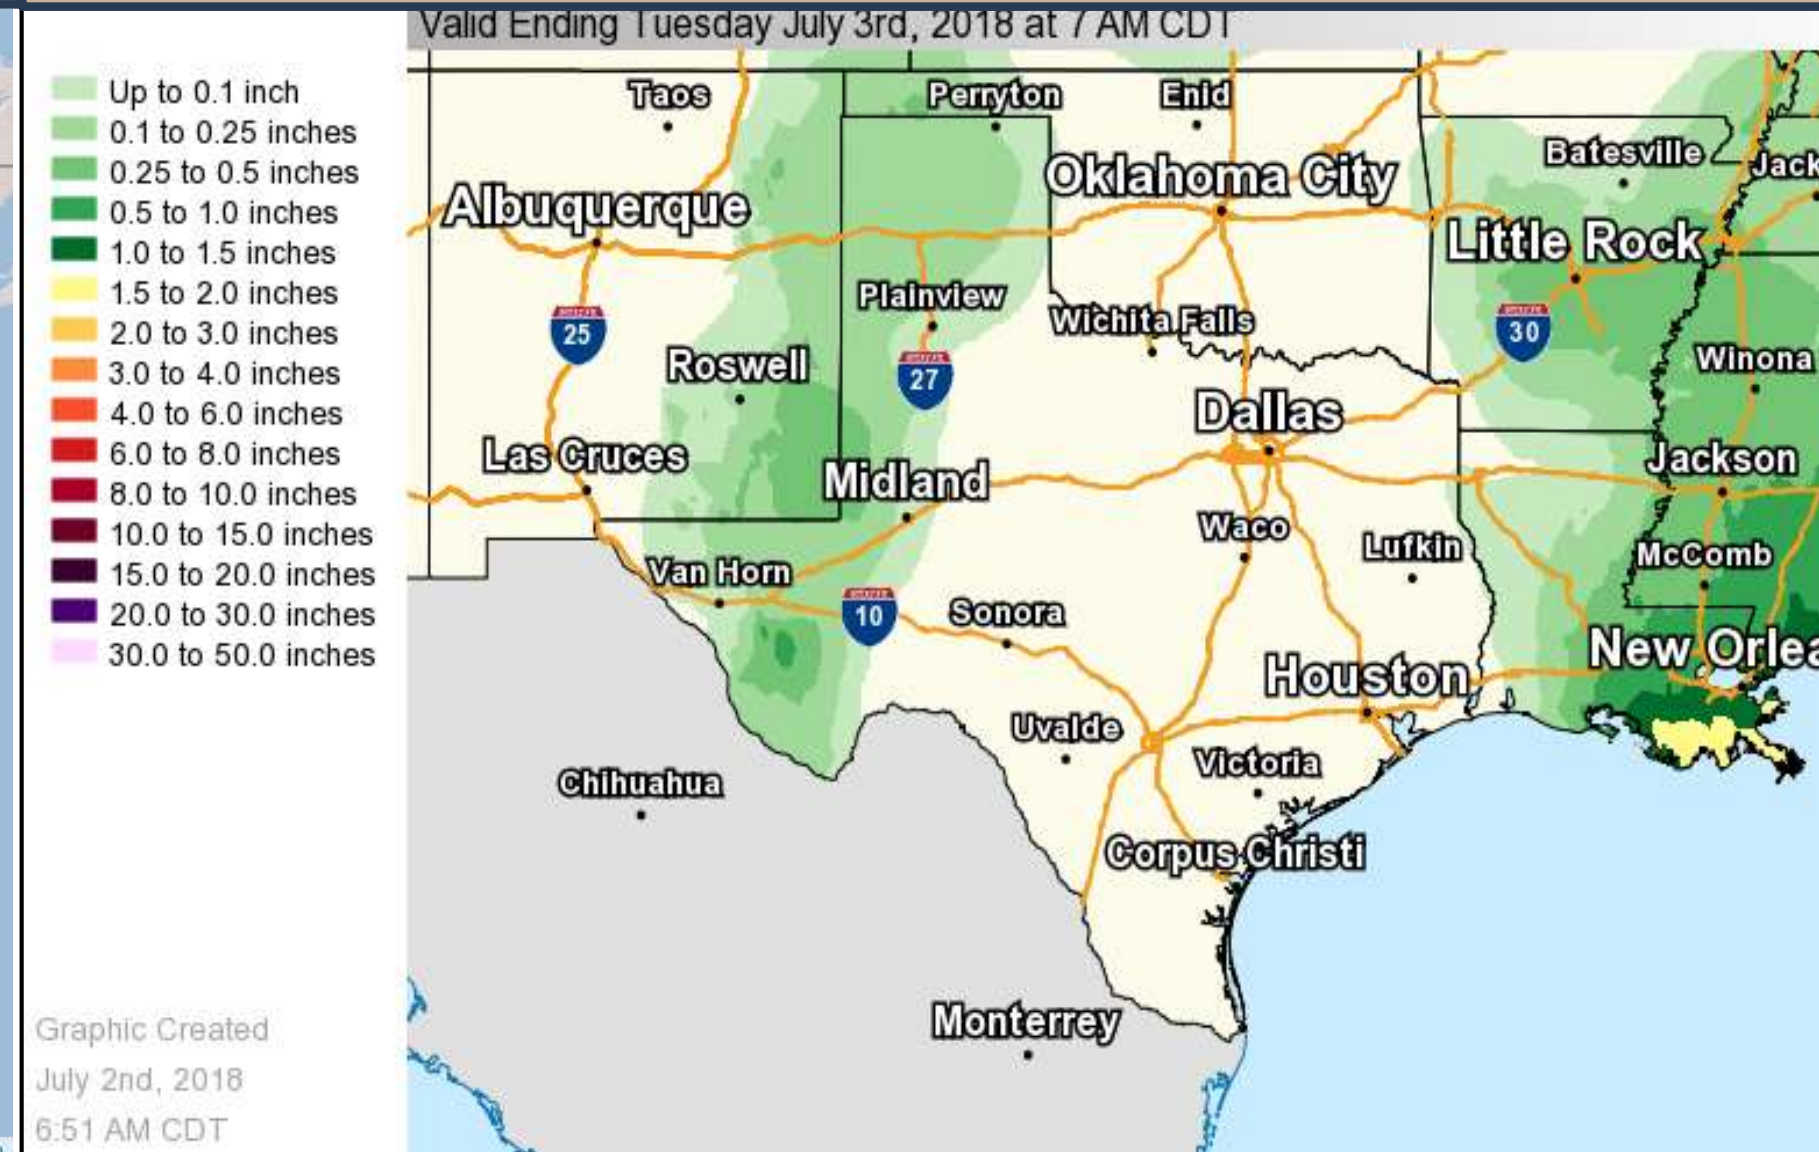 Valid Ending Tuesday July 3rd, 2018 at 7 AM CDT
Up to 0.1 inch
0.1 to 0.25 inches
0.25 to 0.5 inches
0.5 to 1.0 inches
1.0 to 1.5 inches
1.5 to 2.0 inches
2.0 to 3.0 inches
3.0 to 4.0 inches
4.0 to 6.0 inches
6.0 to 8.0 inches
8.0 to 10.0 inches
10.0 to 15.0 inches
15.0 to 20.0 inches
20.0 to 30.0 inches
30.0 to 50.0 inches
Graphic Created
July 2nd, 2018
6:51 AM CDT
Taos
Perryton
Enid
Batesville
Jack
Oklahoma City
Albuquerque
Little Rock
Plainview
Wichita Falls
25
30
Roswell
27
Winona
Dallas
Las Cruces
Midland
Jackson
Waco
Lufkin
McComb
Van Horn
10
Sonora
New Orlea
Houston
Uvalde
Victoria
Chihuahua
Corpus Christi
Monterrey